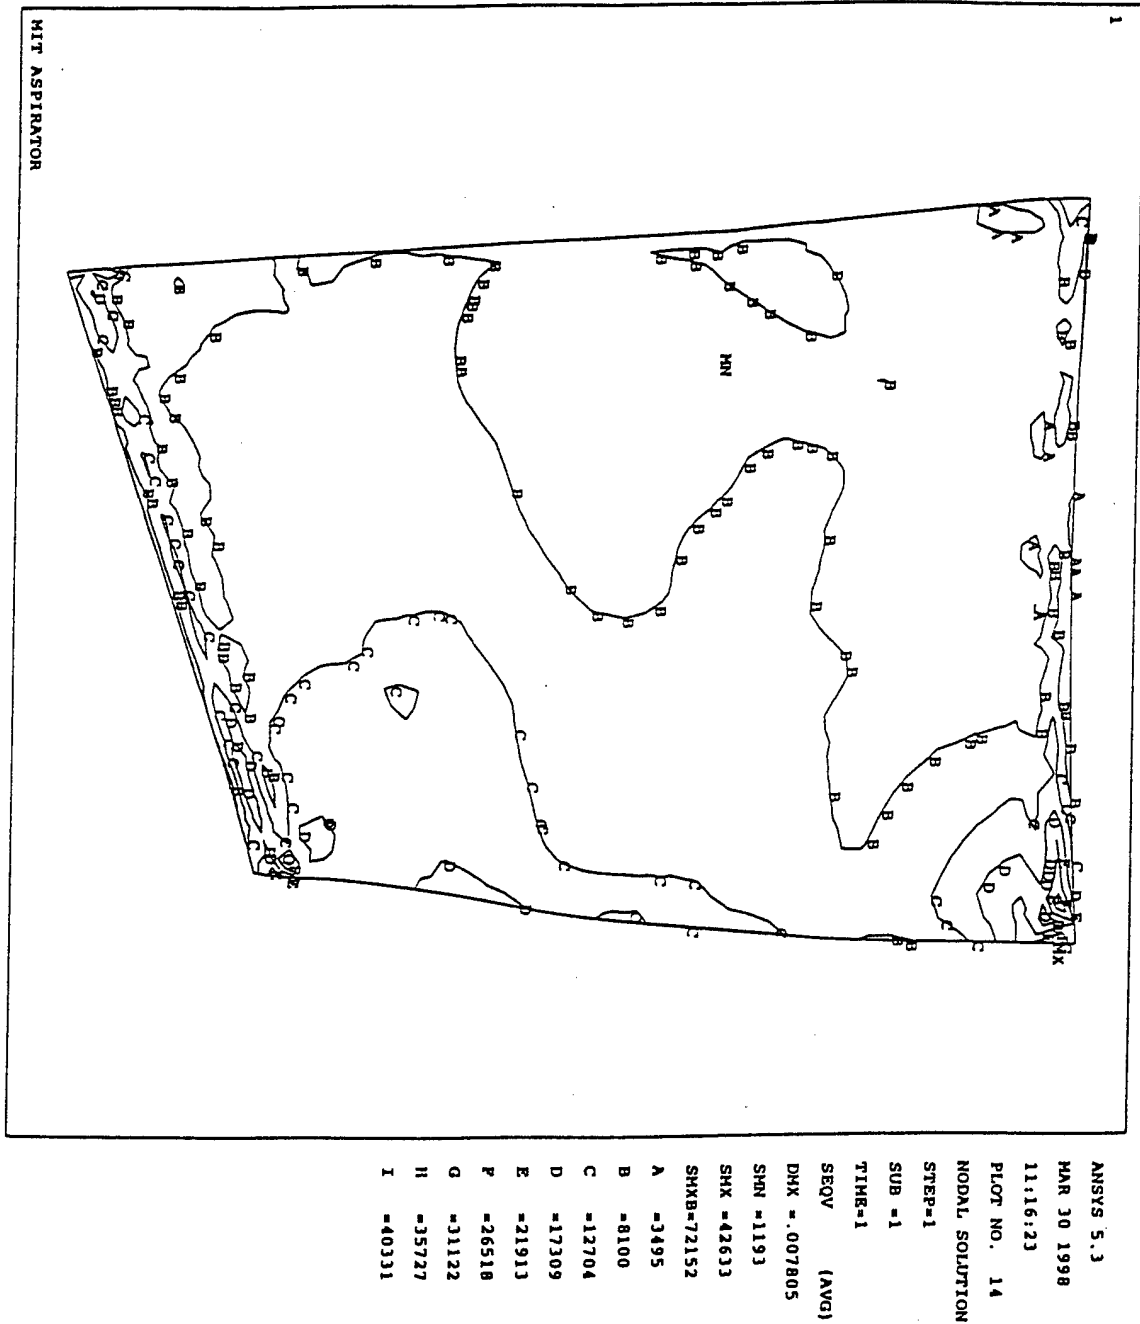 1
ANSYS 5.3
MAR 30 1998
11:16:23
PLOT NO. 14
NODAL SOLUTION
STEP=1
SUB =1
TIME=1
SEQV (AVG)
DMX =.007805
SMN =1193
SMX =42633
SMXB=72152
A =3495
B =8100
C =12704
D =17309
E =21913
F =26518
G =31122
H =35727
I =40331
MN
MX
MIT ASPIRATOR